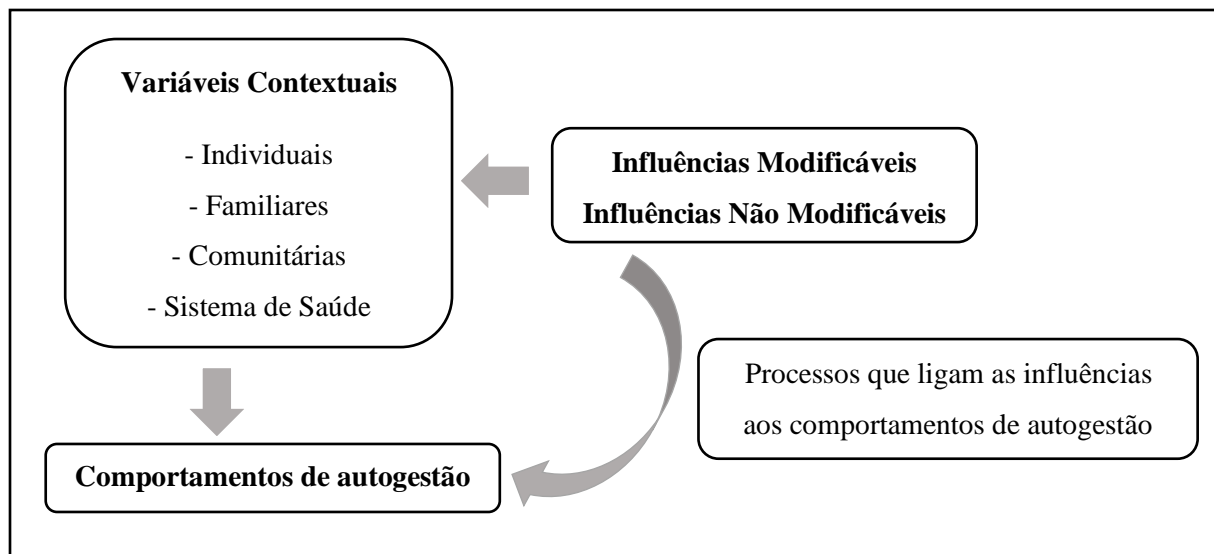 Variáveis Contextuais
- Individuais
- Familiares
- Comunitárias
- Sistema de Saúde
Influências Modificáveis
Influências Não Modificáveis
Processos que ligam as influências
aos comportamentos de autogestão
Comportamentos de autogestão